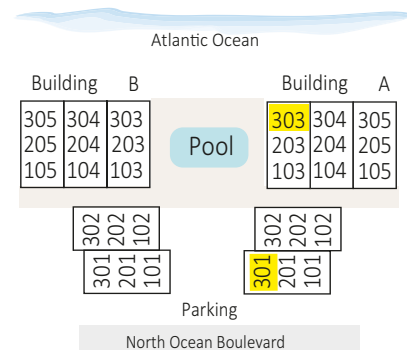 Atlantic Ocean
Building B
Building A
305 304 303
205 204 203
105 104 103
Pool
303 304 305
203 204 205
103 104 105
302 202 102
301 201 101
302 202 102
301 201 101
Parking
North Ocean Boulevard